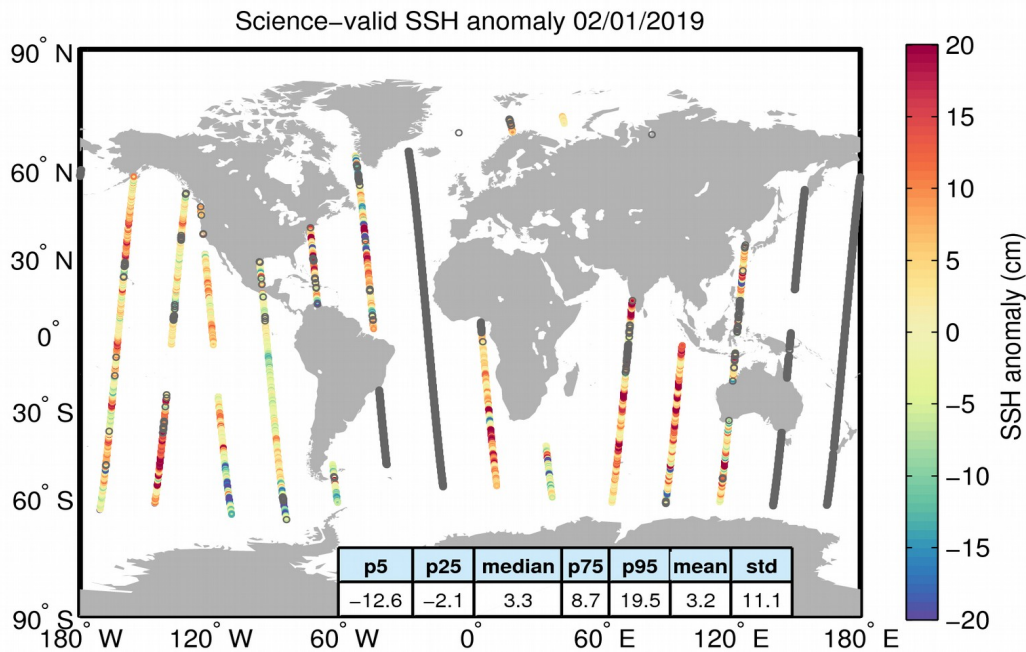 Science−valid SSH anomaly 02/01/2019
90° N
60° N
30° N
0°
30° S
60° S
90° S
180° W
120° W
60° W
0°
60° E
120° E
180° E
p5 p25 median p75 p95 mean std
−12.6 −2.1 3.3 8.7 19.5 3.2 11.1
20
15
10
5
0
−5
−10
−15
−20
SSH anomaly (cm)